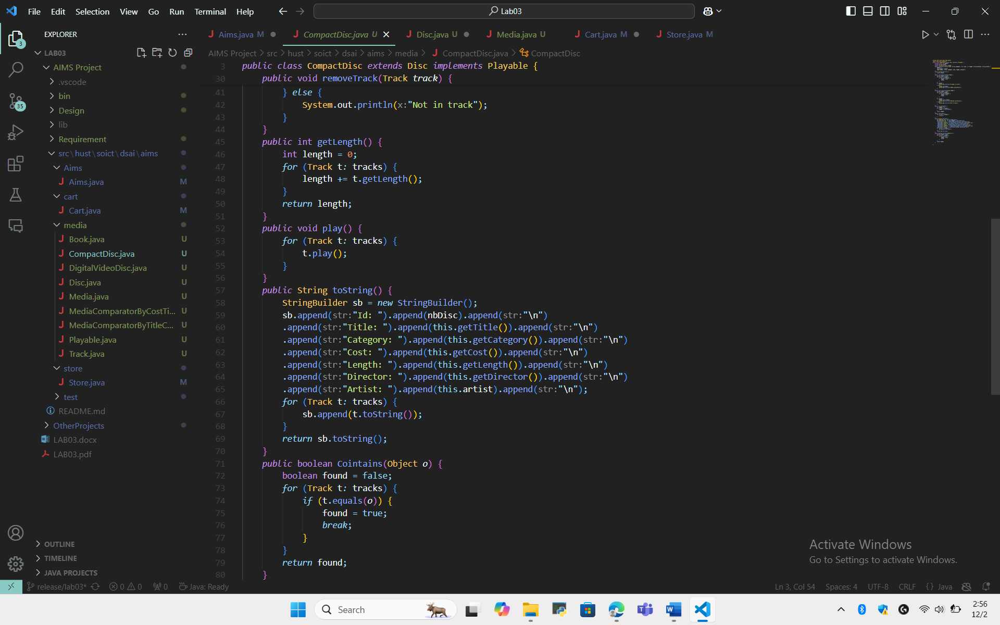 File Edit Selection View Go Run Terminal Help
Lab03
EXPLORER
Aims.java M
CompactDisc.java U
Disc.java U
Media.java U
Cart.java M
Store.java M
AIMS Project > src > hust > soict > dsai > aims > media > CompactDisc.java > CompactDisc
LAB03
AIMS Project
.vscode
bin
Design
lib
Requirement
src\hust\soict\dsai\aims
Aims
Aims.java M
cart
Cart.java M
media
Book.java U
CompactDisc.java U
DigitalVideoDisc.java U
Disc.java U
Media.java U
MediaComparatorByCostTi... U
MediaComparatorByTitleC... U
Playable.java U
Track.java U
store
Store.java M
test
README.md
OtherProjects
LAB03.docx
LAB03.pdf
OUTLINE
TIMELINE
JAVA PROJECTS
3
35
3 public class CompactDisc extends Disc implements Playable {
30 public void removeTrack(Track track) {
41 } else {
42 System.out.println(x:"Not in track");
43 }
44 }
45 public int getLength() {
46 int length = 0;
47 for (Track t: tracks) {
48 length += t.getLength();
49 }
50 return length;
51 }
52 public void play() {
53 for (Track t: tracks) {
54 t.play();
55 }
56 }
57 public String toString() {
58 StringBuilder sb = new StringBuilder();
59 sb.append(str:"Id: ").append(nbDisc).append(str:"\n")
60 .append(str:"Title: ").append(this.getTitle()).append(str:"\n")
61 .append(str:"Category: ").append(this.getCategory()).append(str:"\n")
62 .append(str:"Cost: ").append(this.getCost()).append(str:"\n")
63 .append(str:"Length: ").append(this.getLength()).append(str:"\n")
64 .append(str:"Director: ").append(this.getDirector()).append(str:"\n")
65 .append(str:"Artist: ").append(this.artist).append(str:"\n");
66 for (Track t: tracks) {
67 sb.append(t.toString());
68 }
69 return sb.toString();
70 }
71 public boolean Cointains(Object o) {
72 boolean found = false;
73 for (Track t: tracks) {
74 if (t.equals(o)) {
75 found = true;
76 break;
77 }
78 }
79 return found;
80 }
Activate Windows
Go to Settings to activate Windows.
release/lab03* 0 0 0 Java: Ready
Ln 3, Col 54 Spaces: 4 UTF-8 CRLF {} Java
Search
2:56
12/2